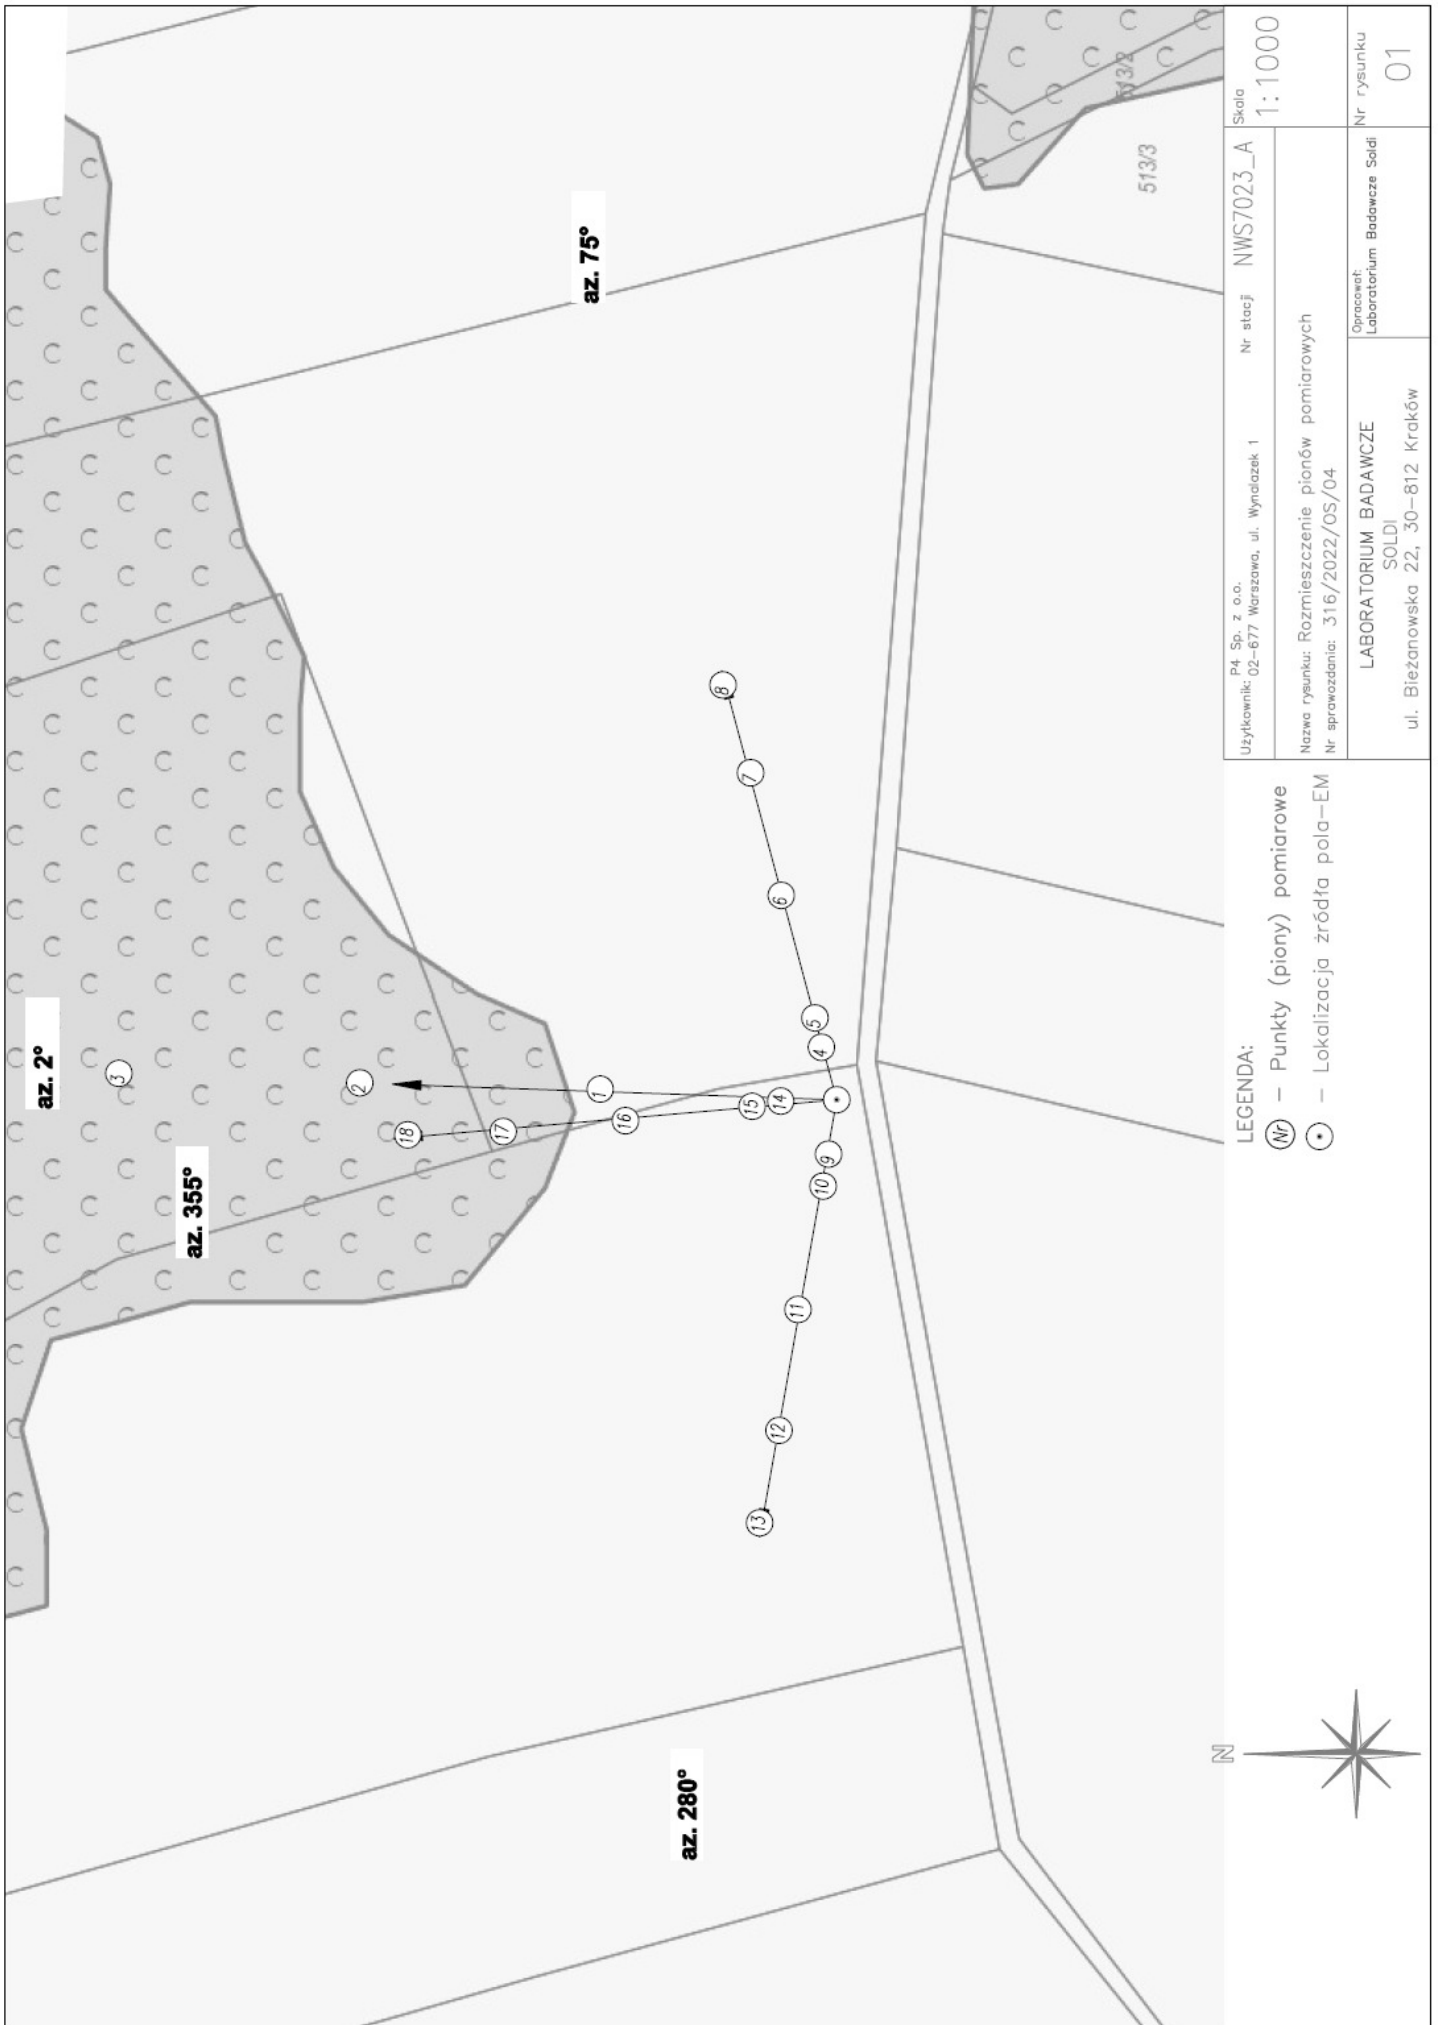 az. 2°
az. 355°
az. 75°
az. 280°
3
2
1
18
17
16
15
14
8
7
6
5
4
9
10
11
12
13
513/2
513/3
N
LEGENDA:
Nr – Punkty (piony) pomiarowe
– Lokalizacja źródła pola–EM
Użytkownik: P4 Sp. z o.o.
02–677 Warszawa, ul. Wynalazek 1
Nr stacji NWS7023_A
Skala
1:1000
Nazwa rysunku: Rozmieszczenie pionów pomiarowych
Nr sprawozdania: 316/2022/OS/04
LABORATORIUM BADAWCZE
SOLDI
ul. Bieżanowska 22, 30–812 Kraków
Opracował:
Laboratorium Badawcze Soldi
Nr rysunku
01